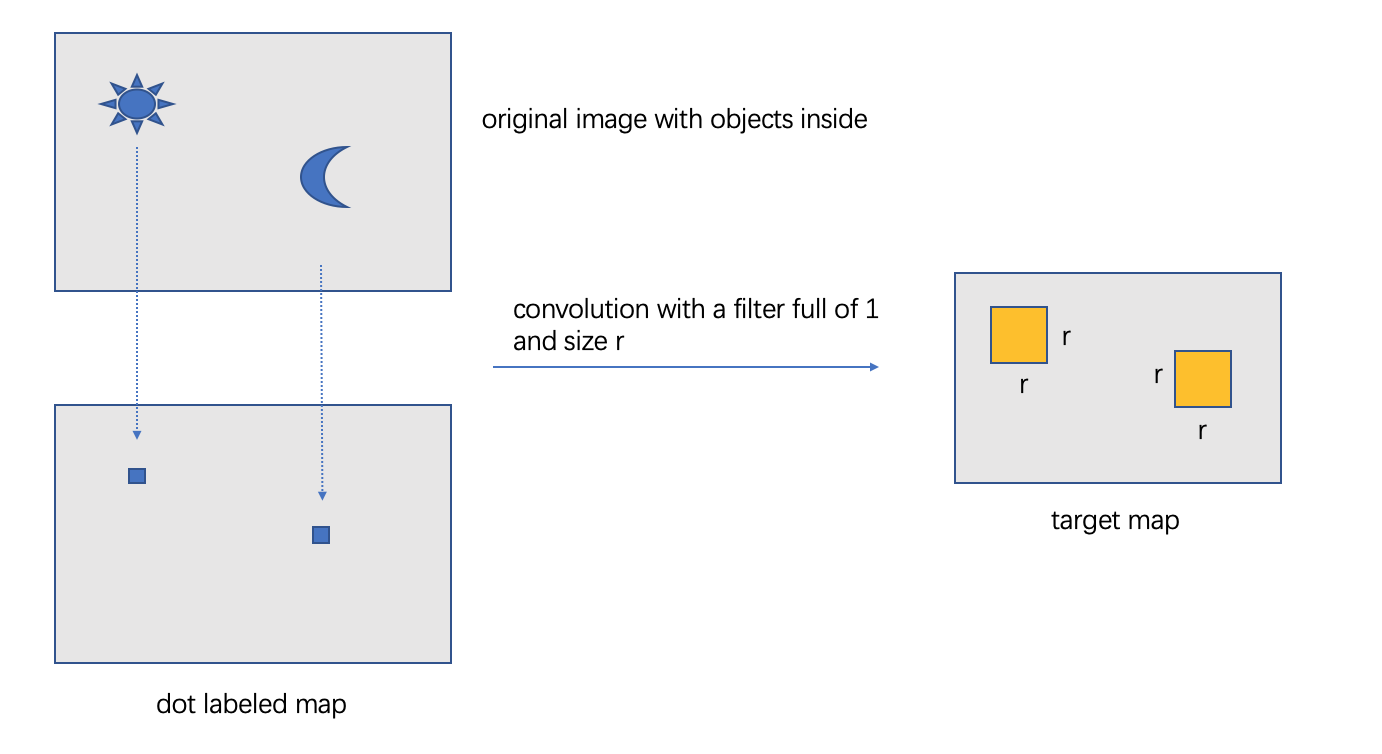 original image with objects inside
convolution with a filter full of 1
and size r
r
r
r
r
target map
dot labeled map